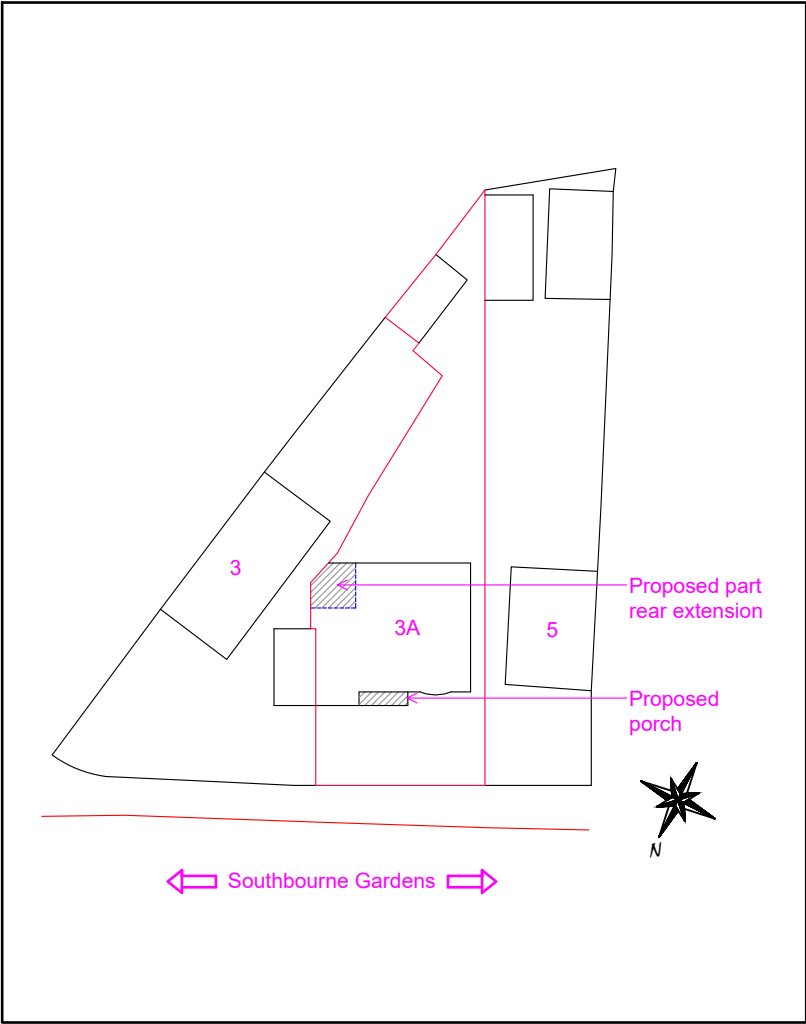 3
Proposed part
rear extension
3A
5
Proposed
porch
N
Southbourne Gardens